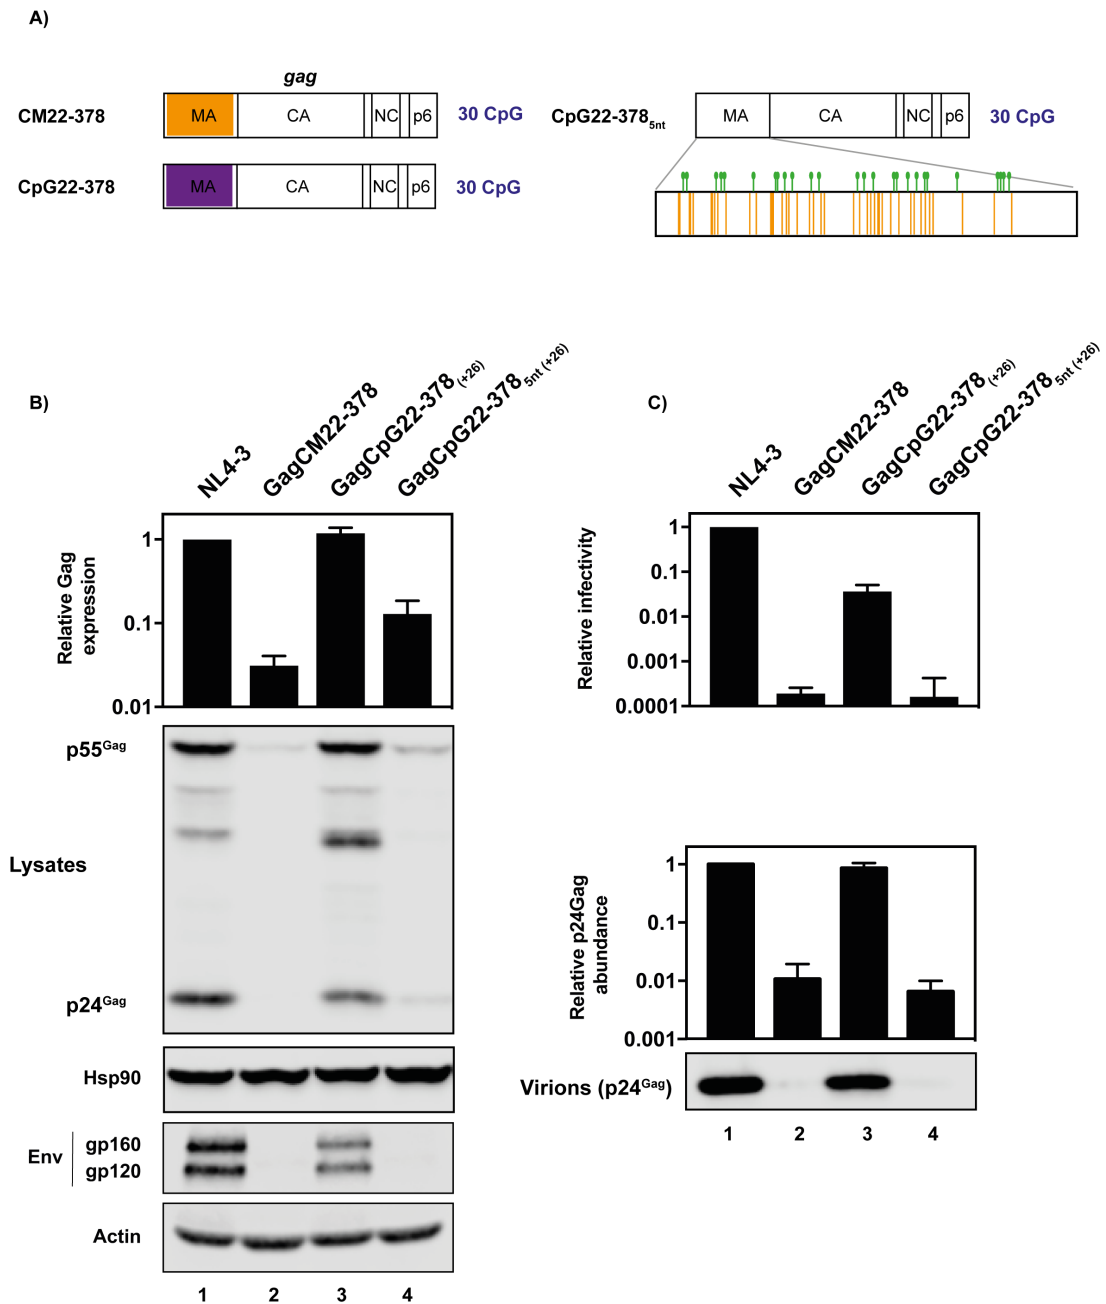 A)
gag
CM22-378 MA CA NC p6 30 CpG
CpG22-378 MA CA NC p6 30 CpG
CpG22-378 5nt MA CA NC p6 30 CpG
B)
NL4-3
GagCM22-378
GagCpG22-378 (+26)
GagCpG22-378 5nt (+26)
Relative Gag
expression
1
0.1
0.01
Lysates
p55Gag
p24Gag
Hsp90
Env
gp160
gp120
Actin
1 2 3 4
C)
NL4-3
GagCM22-378
GagCpG22-378 (+26)
GagCpG22-378 5nt (+26)
Relative infectivity
1
0.1
0.01
0.001
0.0001
Relative p24Gag
abundance
1
0.1
0.01
0.001
Virions (p24Gag)
1 2 3 4